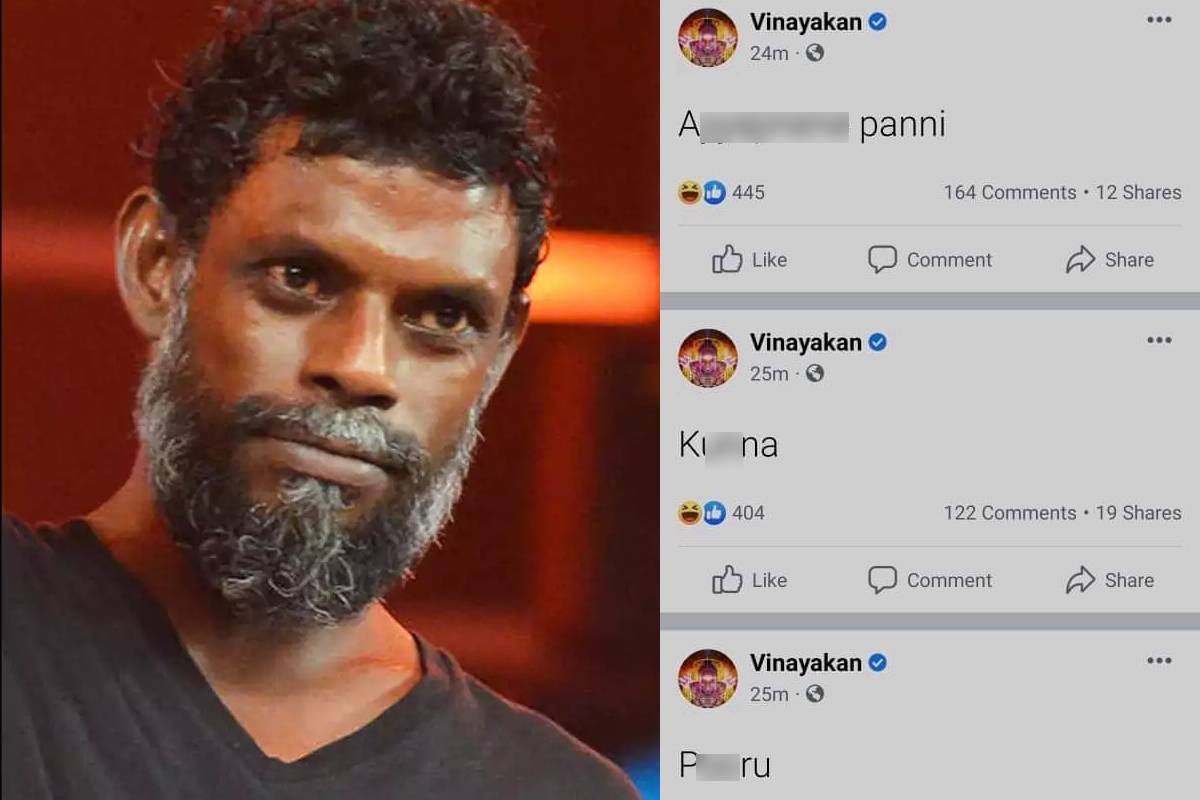 Vinayakan
24m
panni
445 164 Comments • 12 Shares
Like Comment Share
Vinayakan
25m
404 122 Comments • 19 Shares
Like Comment Share
Vinayakan
25m